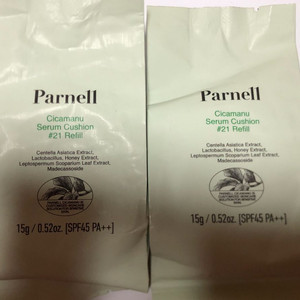 Parnell
Cicamanu
Serum Cushion
#21 Refill
Centella Asiatica Extract,
Lactobacillus, Honey Extract,
Leptospermum Scoparium Leaf Extract,
Madecassoside
15g / 0.52oz. [SPF45 PA++]
Parnell
Cicamanu
Serum Cushion
#21 Refill
Centella Asiatica Extract,
Lactobacillus, Honey Extract,
Leptospermum Scoparium Leaf Extract,
Madecassoside
15g / 0.52oz. [SPF45 PA++]